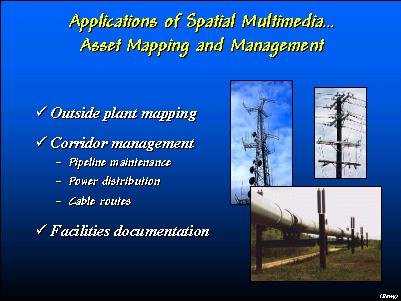 Applications of Spatial Multimedia...
Asset Mapping and Management
✓ Outside plant mapping
✓ Corridor management
– Pipeline maintenance
– Power distribution
– Cable routes
✓ Facilities documentation